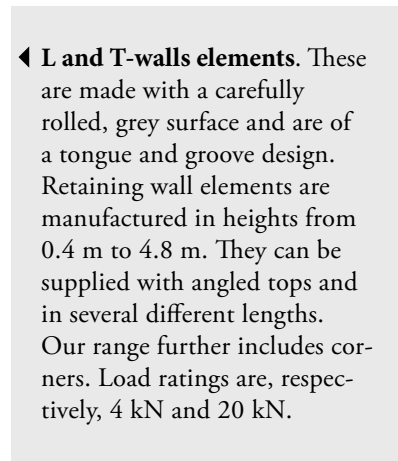 L and T-walls elements. These
are made with a carefully
rolled, grey surface and are of
a tongue and groove design.
Retaining wall elements are
manufactured in heights from
0.4 m to 4.8 m. They can be
supplied with angled tops and
in several different lengths.
Our range further includes cor-
ners. Load ratings are, respec-
tively, 4 kN and 20 kN.